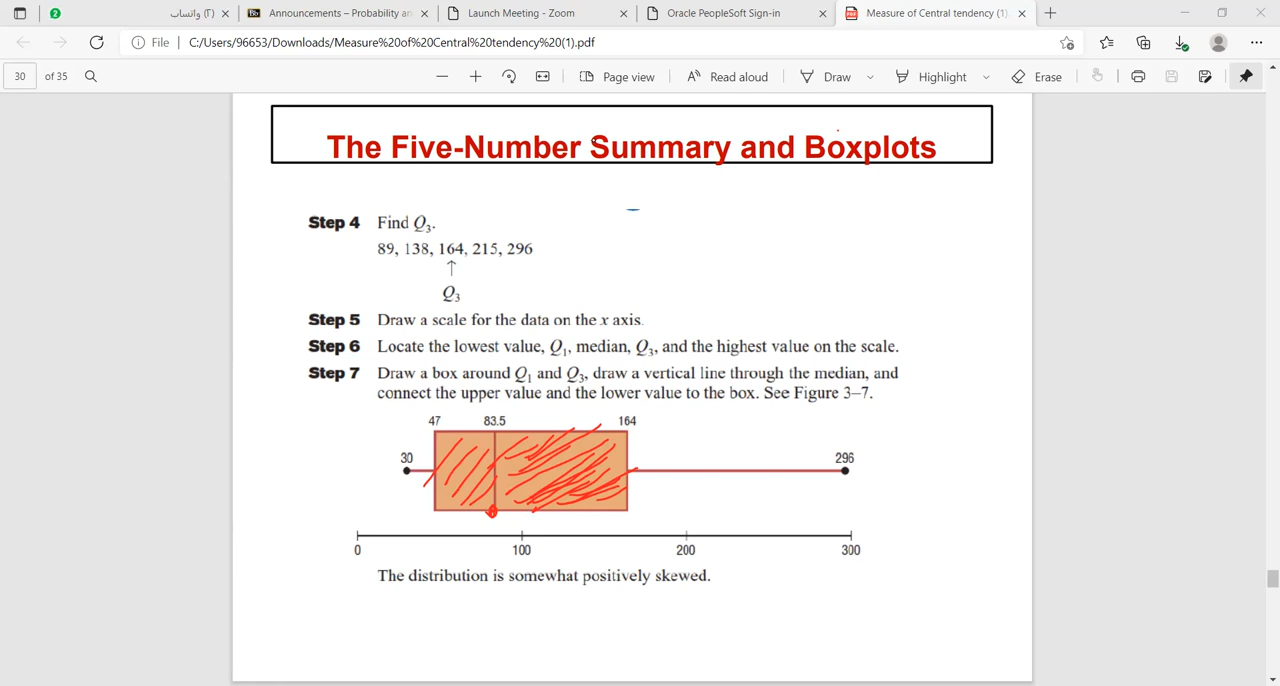 (٢) واتساب
Announcements – Probability an
Launch Meeting - Zoom
Oracle PeopleSoft Sign-in
Measure of Central tendency (1)
2
Bb
PDF
File
C:/Users/96653/Downloads/Measure%20of%20Central%20tendency%20(1).pdf
30 of 35
Page view
Read aloud
Draw
Highlight
Erase
The Five-Number Summary and Boxplots
Step 4 Find Q3.
89, 138, 164, 215, 296
↑
Q3
Step 5 Draw a scale for the data on the x axis.
Step 6 Locate the lowest value, Q1, median, Q3, and the highest value on the scale.
Step 7 Draw a box around Q1 and Q3, draw a vertical line through the median, and
connect the upper value and the lower value to the box. See Figure 3–7.
47 83.5 164
30 296
0 100 200 300
The distribution is somewhat positively skewed.